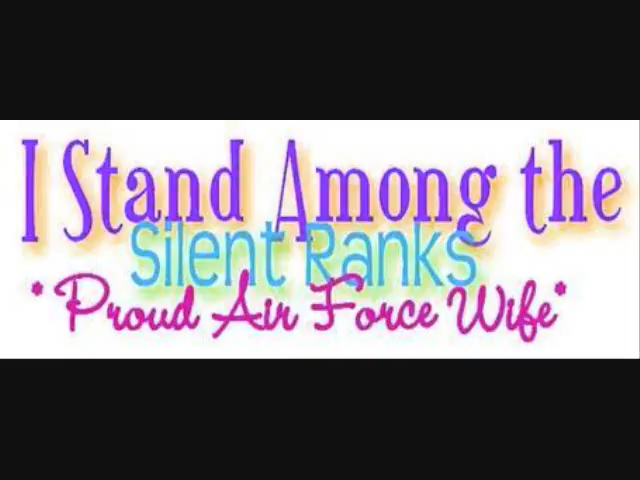 I Stand Among the
Silent Ranks
*Proud Air Force Wife*